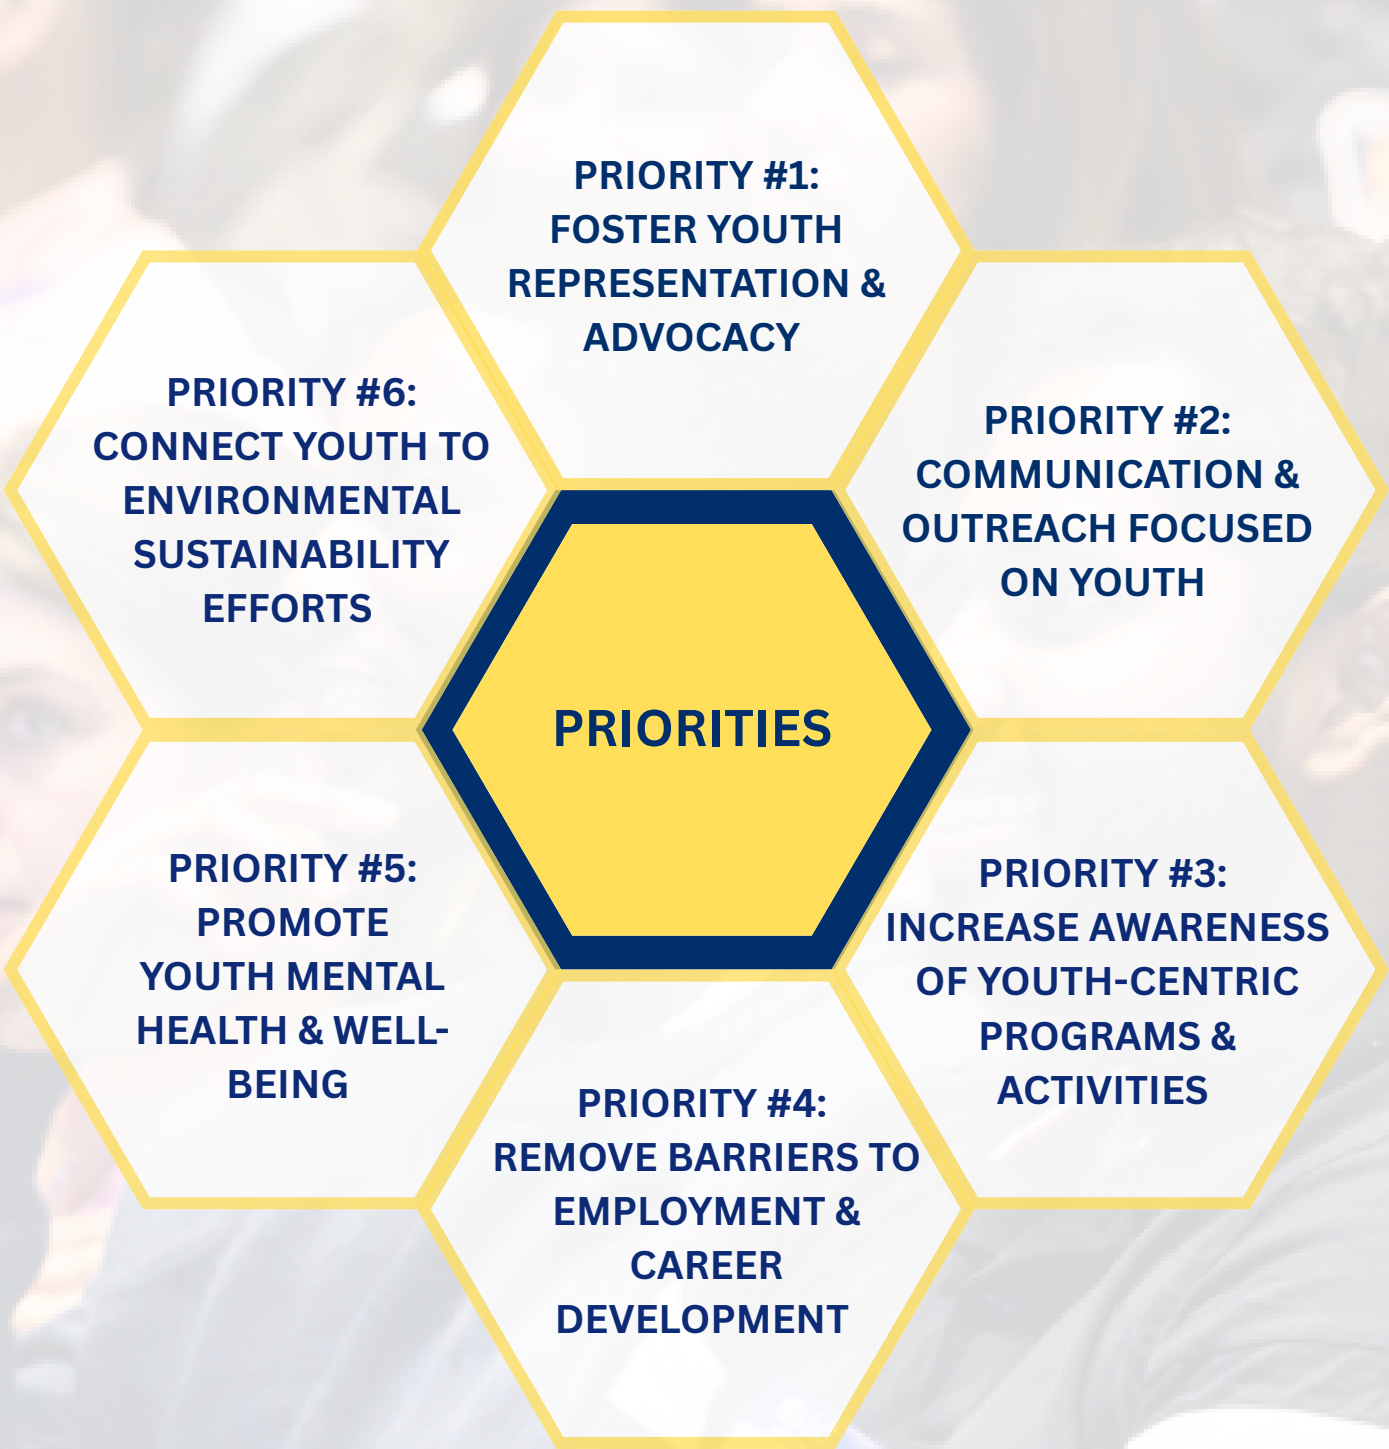 PRIORITY #1:
FOSTER YOUTH
REPRESENTATION &
ADVOCACY
PRIORITY #2:
COMMUNICATION &
OUTREACH FOCUSED
ON YOUTH
PRIORITY #3:
INCREASE AWARENESS
OF YOUTH-CENTRIC
PROGRAMS &
ACTIVITIES
PRIORITY #4:
REMOVE BARRIERS TO
EMPLOYMENT &
CAREER
DEVELOPMENT
PRIORITY #5:
PROMOTE
YOUTH MENTAL
HEALTH & WELL-
BEING
PRIORITY #6:
CONNECT YOUTH TO
ENVIRONMENTAL
SUSTAINABILITY
EFFORTS
PRIORITIES